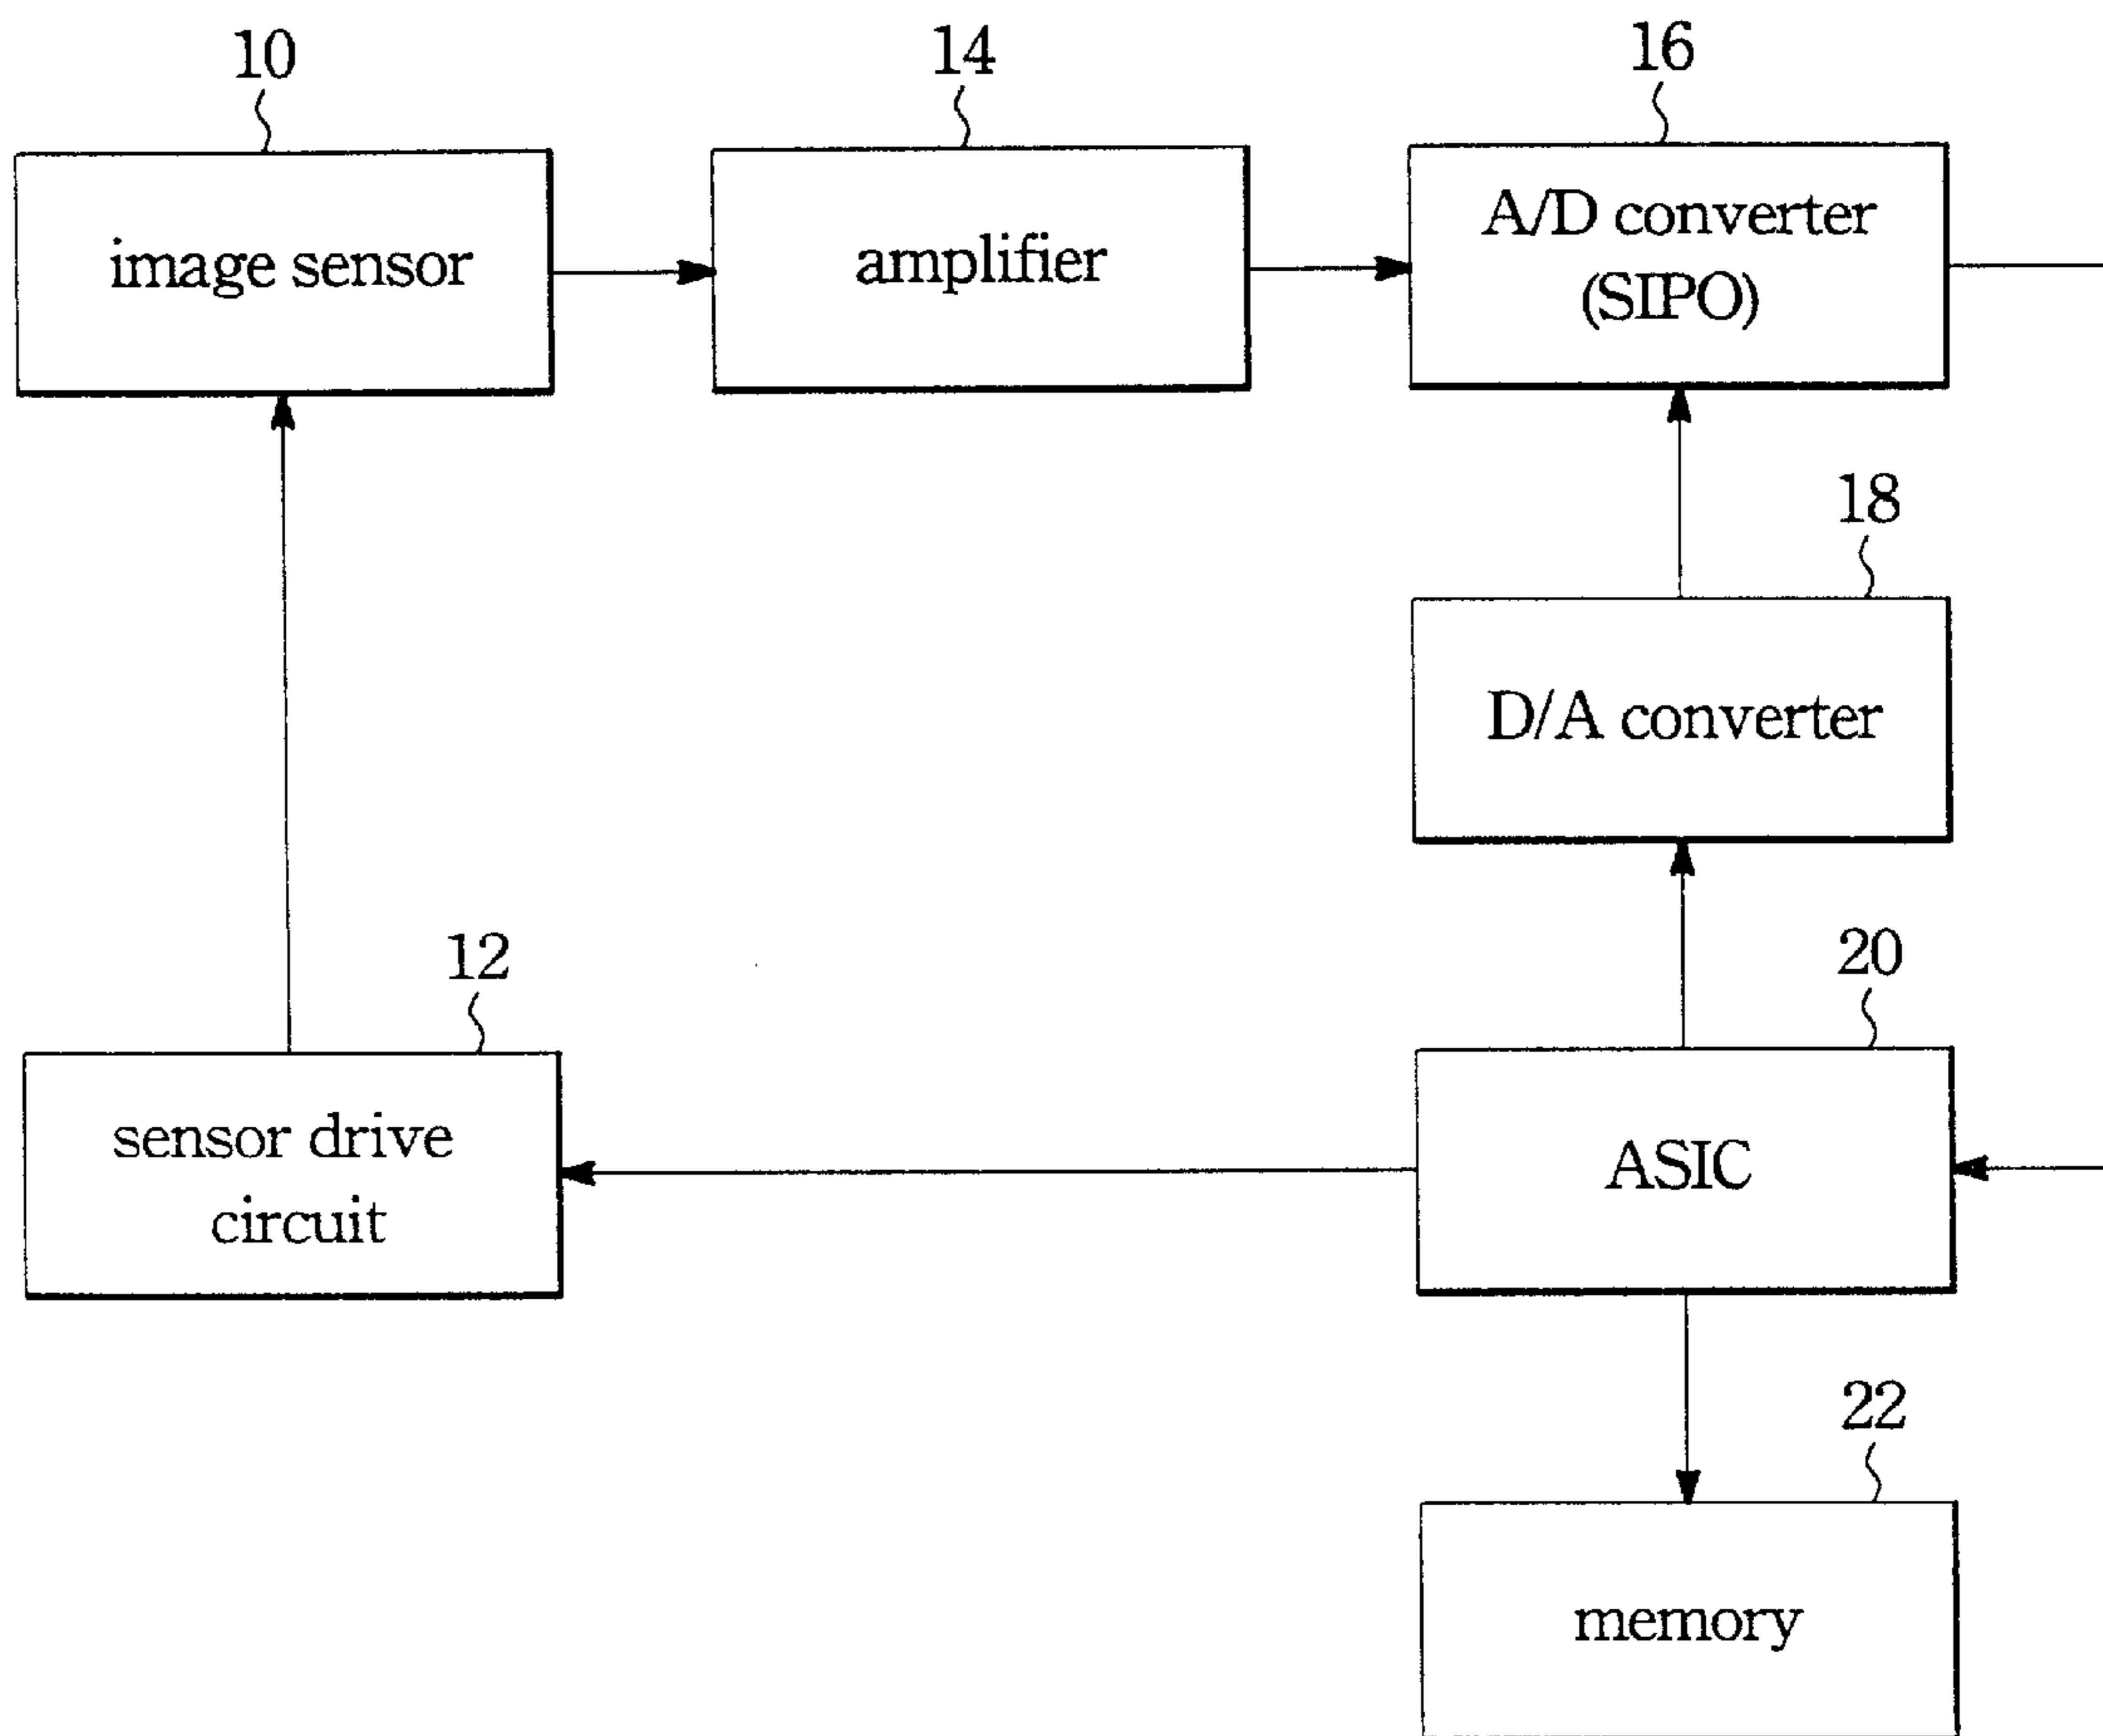 10
14
16
image sensor
amplifier
A/D converter
(SIPO)
18
D/A converter
12
20
sensor drive
circuit
ASIC
22
memory